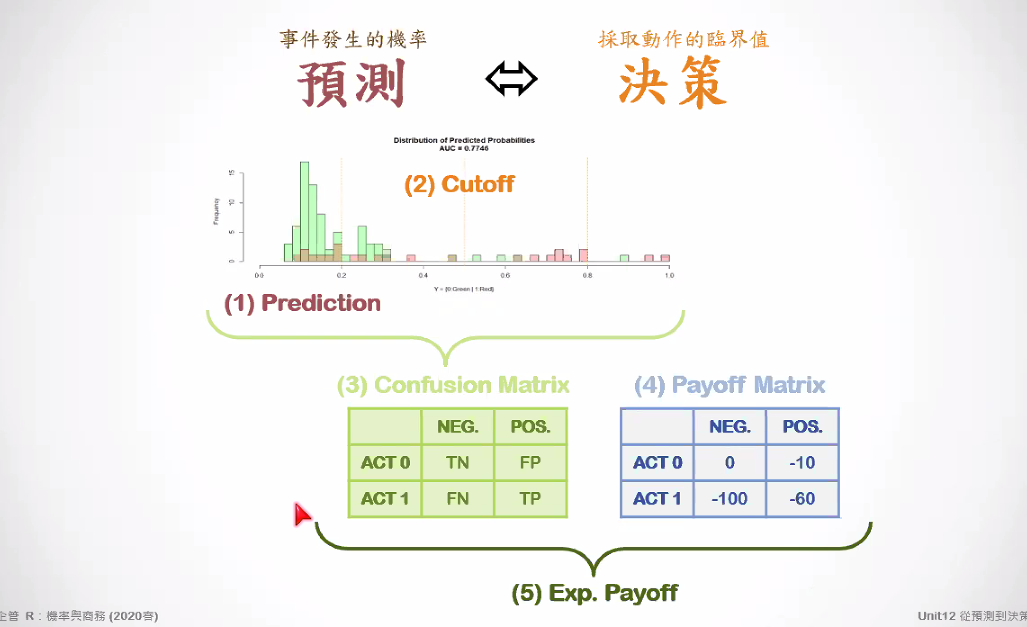 事件發生的機率
採取動作的臨界值
預測
決策
Distribution of Predicted Probabilities
AUC = 0.7746
(2) Cutoff
Frequency
15
10
5
0
0.0 0.2 0.4 0.6 0.8 1.0
Y = {0 Green | 1 Red}
(1) Prediction
(3) Confusion Matrix
(4) Payoff Matrix
NEG. POS.
ACT 0 TN FP
ACT 1 FN TP
NEG. POS.
ACT 0 0 -10
ACT 1 -100 -60
(5) Exp. Payoff
企管 R：機率與商務 (2020春)
Unit12 從預測到決策